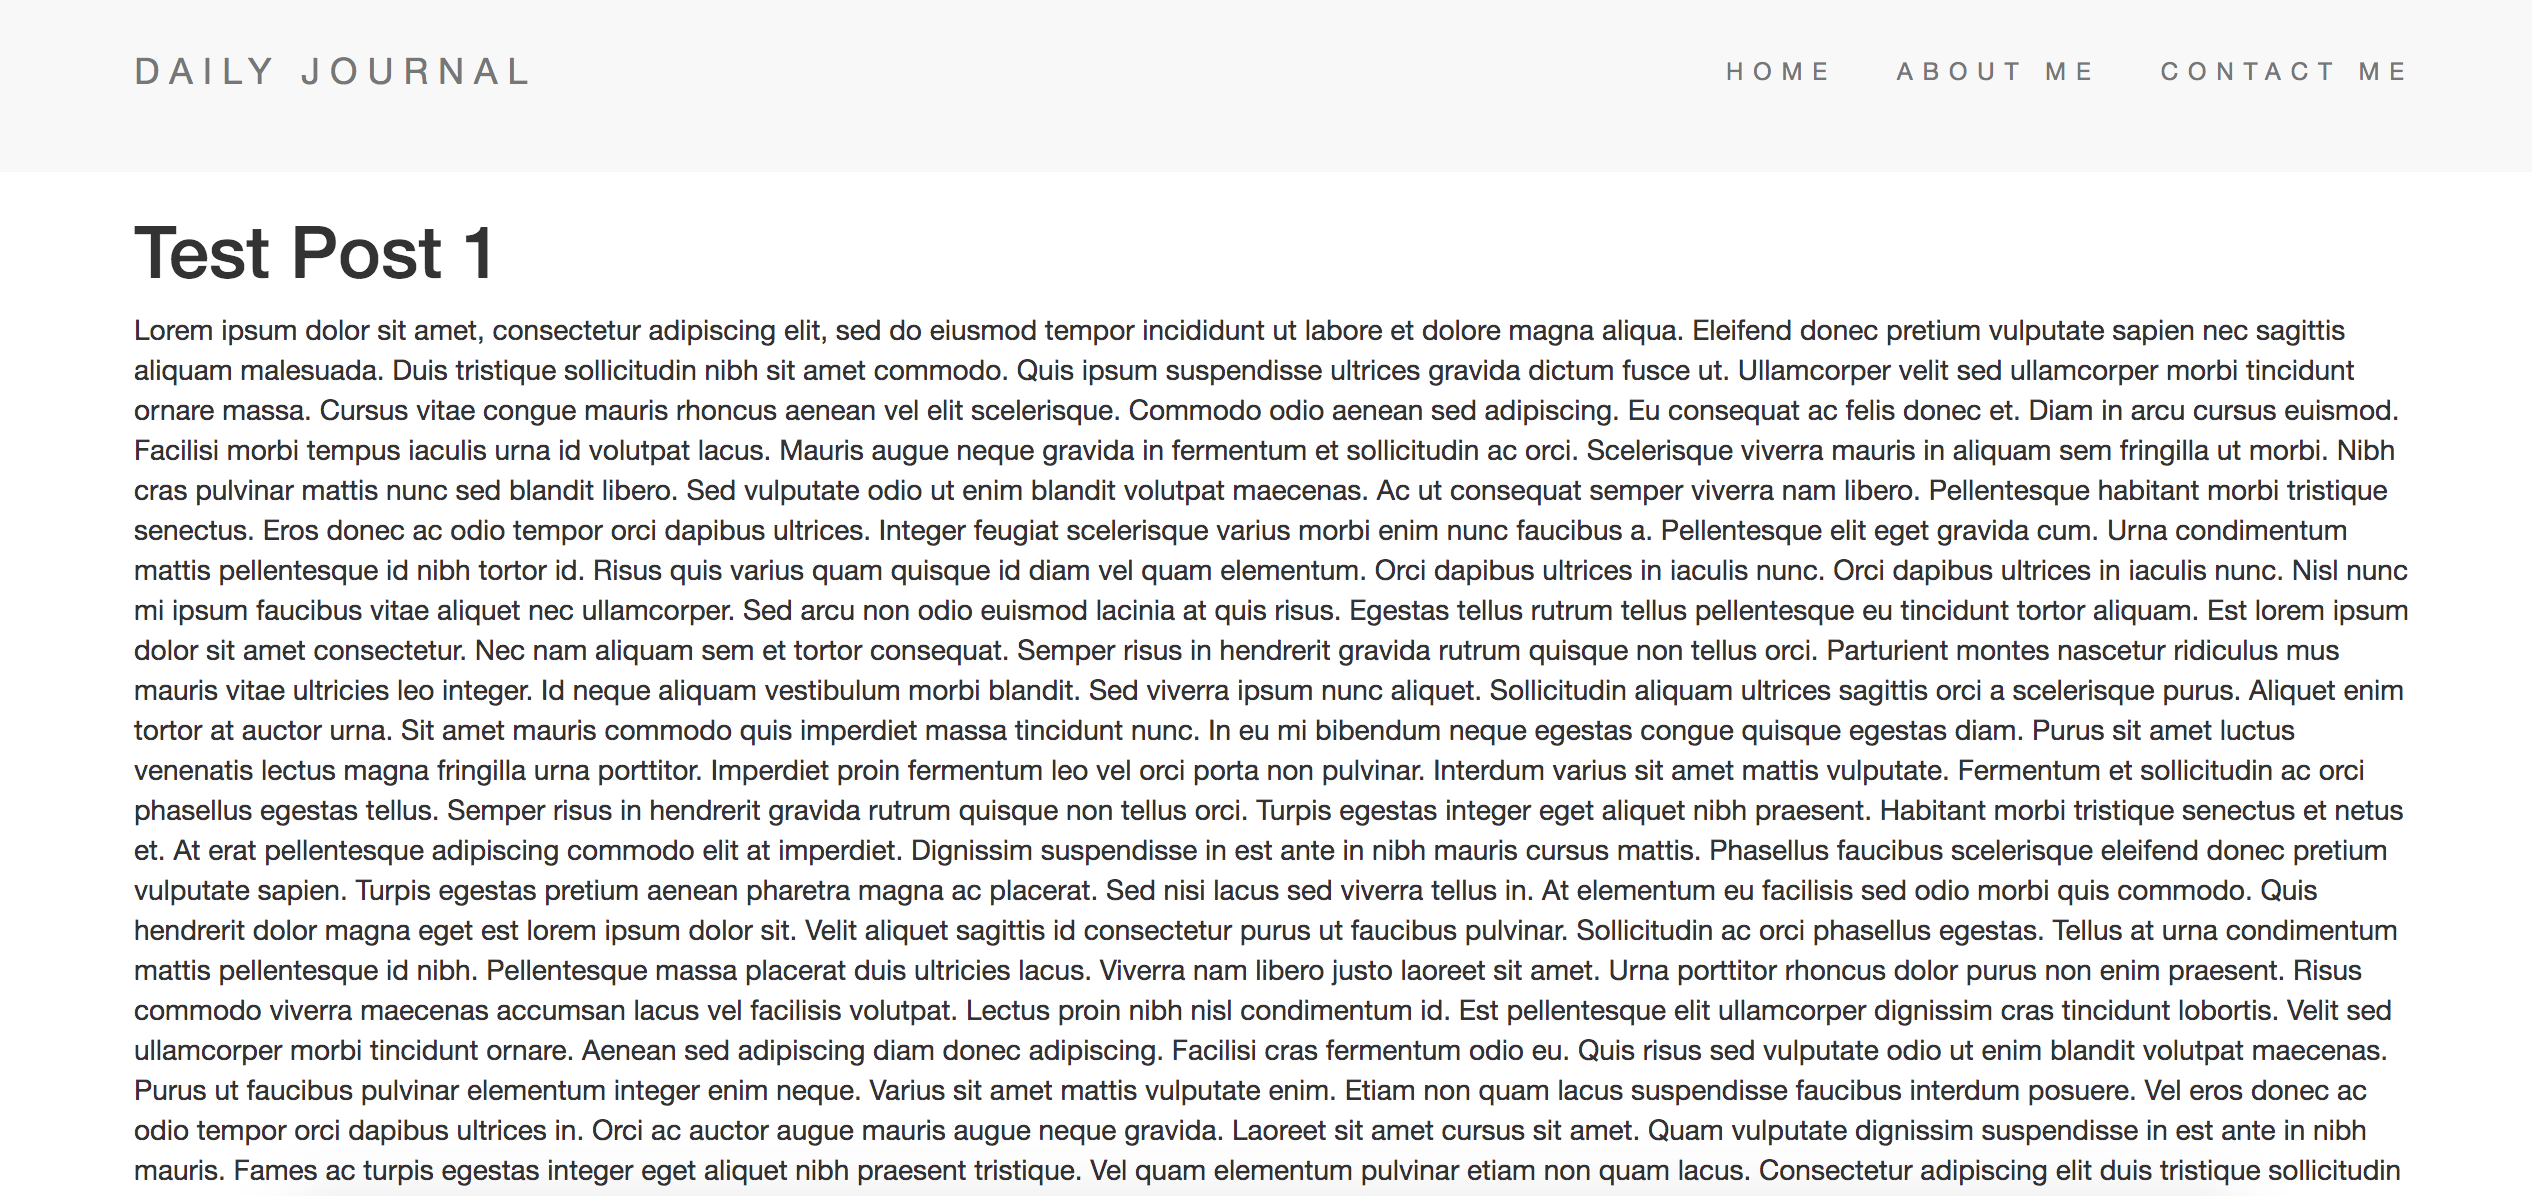 DAILY JOURNAL
HOME ABOUT ME CONTACT ME
Test Post 1
Lorem ipsum dolor sit amet, consectetur adipiscing elit, sed do eiusmod tempor incididunt ut labore et dolore magna aliqua. Eleifend donec pretium vulputate sapien nec sagittis
aliquam malesuada. Duis tristique sollicitudin nibh sit amet commodo. Quis ipsum suspendisse ultrices gravida dictum fusce ut. Ullamcorper velit sed ullamcorper morbi tincidunt
ornare massa. Cursus vitae congue mauris rhoncus aenean vel elit scelerisque. Commodo odio aenean sed adipiscing. Eu consequat ac felis donec et. Diam in arcu cursus euismod.
Facilisi morbi tempus iaculis urna id volutpat lacus. Mauris augue neque gravida in fermentum et sollicitudin ac orci. Scelerisque viverra mauris in aliquam sem fringilla ut morbi. Nibh
cras pulvinar mattis nunc sed blandit libero. Sed vulputate odio ut enim blandit volutpat maecenas. Ac ut consequat semper viverra nam libero. Pellentesque habitant morbi tristique
senectus. Eros donec ac odio tempor orci dapibus ultrices. Integer feugiat scelerisque varius morbi enim nunc faucibus a. Pellentesque elit eget gravida cum. Urna condimentum
mattis pellentesque id nibh tortor id. Risus quis varius quam quisque id diam vel quam elementum. Orci dapibus ultrices in iaculis nunc. Orci dapibus ultrices in iaculis nunc. Nisl nunc
mi ipsum faucibus vitae aliquet nec ullamcorper. Sed arcu non odio euismod lacinia at quis risus. Egestas tellus rutrum tellus pellentesque eu tincidunt tortor aliquam. Est lorem ipsum
dolor sit amet consectetur. Nec nam aliquam sem et tortor consequat. Semper risus in hendrerit gravida rutrum quisque non tellus orci. Parturient montes nascetur ridiculus mus
mauris vitae ultricies leo integer. Id neque aliquam vestibulum morbi blandit. Sed viverra ipsum nunc aliquet. Sollicitudin aliquam ultrices sagittis orci a scelerisque purus. Aliquet enim
tortor at auctor urna. Sit amet mauris commodo quis imperdiet massa tincidunt nunc. In eu mi bibendum neque egestas congue quisque egestas diam. Purus sit amet luctus
venenatis lectus magna fringilla urna porttitor. Imperdiet proin fermentum leo vel orci porta non pulvinar. Interdum varius sit amet mattis vulputate. Fermentum et sollicitudin ac orci
phasellus egestas tellus. Semper risus in hendrerit gravida rutrum quisque non tellus orci. Turpis egestas integer eget aliquet nibh praesent. Habitant morbi tristique senectus et netus
et. At erat pellentesque adipiscing commodo elit at imperdiet. Dignissim suspendisse in est ante in nibh mauris cursus mattis. Phasellus faucibus scelerisque eleifend donec pretium
vulputate sapien. Turpis egestas pretium aenean pharetra magna ac placerat. Sed nisi lacus sed viverra tellus in. At elementum eu facilisis sed odio morbi quis commodo. Quis
hendrerit dolor magna eget est lorem ipsum dolor sit. Velit aliquet sagittis id consectetur purus ut faucibus pulvinar. Sollicitudin ac orci phasellus egestas. Tellus at urna condimentum
mattis pellentesque id nibh. Pellentesque massa placerat duis ultricies lacus. Viverra nam libero justo laoreet sit amet. Urna porttitor rhoncus dolor purus non enim praesent. Risus
commodo viverra maecenas accumsan lacus vel facilisis volutpat. Lectus proin nibh nisl condimentum id. Est pellentesque elit ullamcorper dignissim cras tincidunt lobortis. Velit sed
ullamcorper morbi tincidunt ornare. Aenean sed adipiscing diam donec adipiscing. Facilisi cras fermentum odio eu. Quis risus sed vulputate odio ut enim blandit volutpat maecenas.
Purus ut faucibus pulvinar elementum integer enim neque. Varius sit amet mattis vulputate enim. Etiam non quam lacus suspendisse faucibus interdum posuere. Vel eros donec ac
odio tempor orci dapibus ultrices in. Orci ac auctor augue mauris augue neque gravida. Laoreet sit amet cursus sit amet. Quam vulputate dignissim suspendisse in est ante in nibh
mauris. Fames ac turpis egestas integer eget aliquet nibh praesent tristique. Vel quam elementum pulvinar etiam non quam lacus. Consectetur adipiscing elit duis tristique sollicitudin